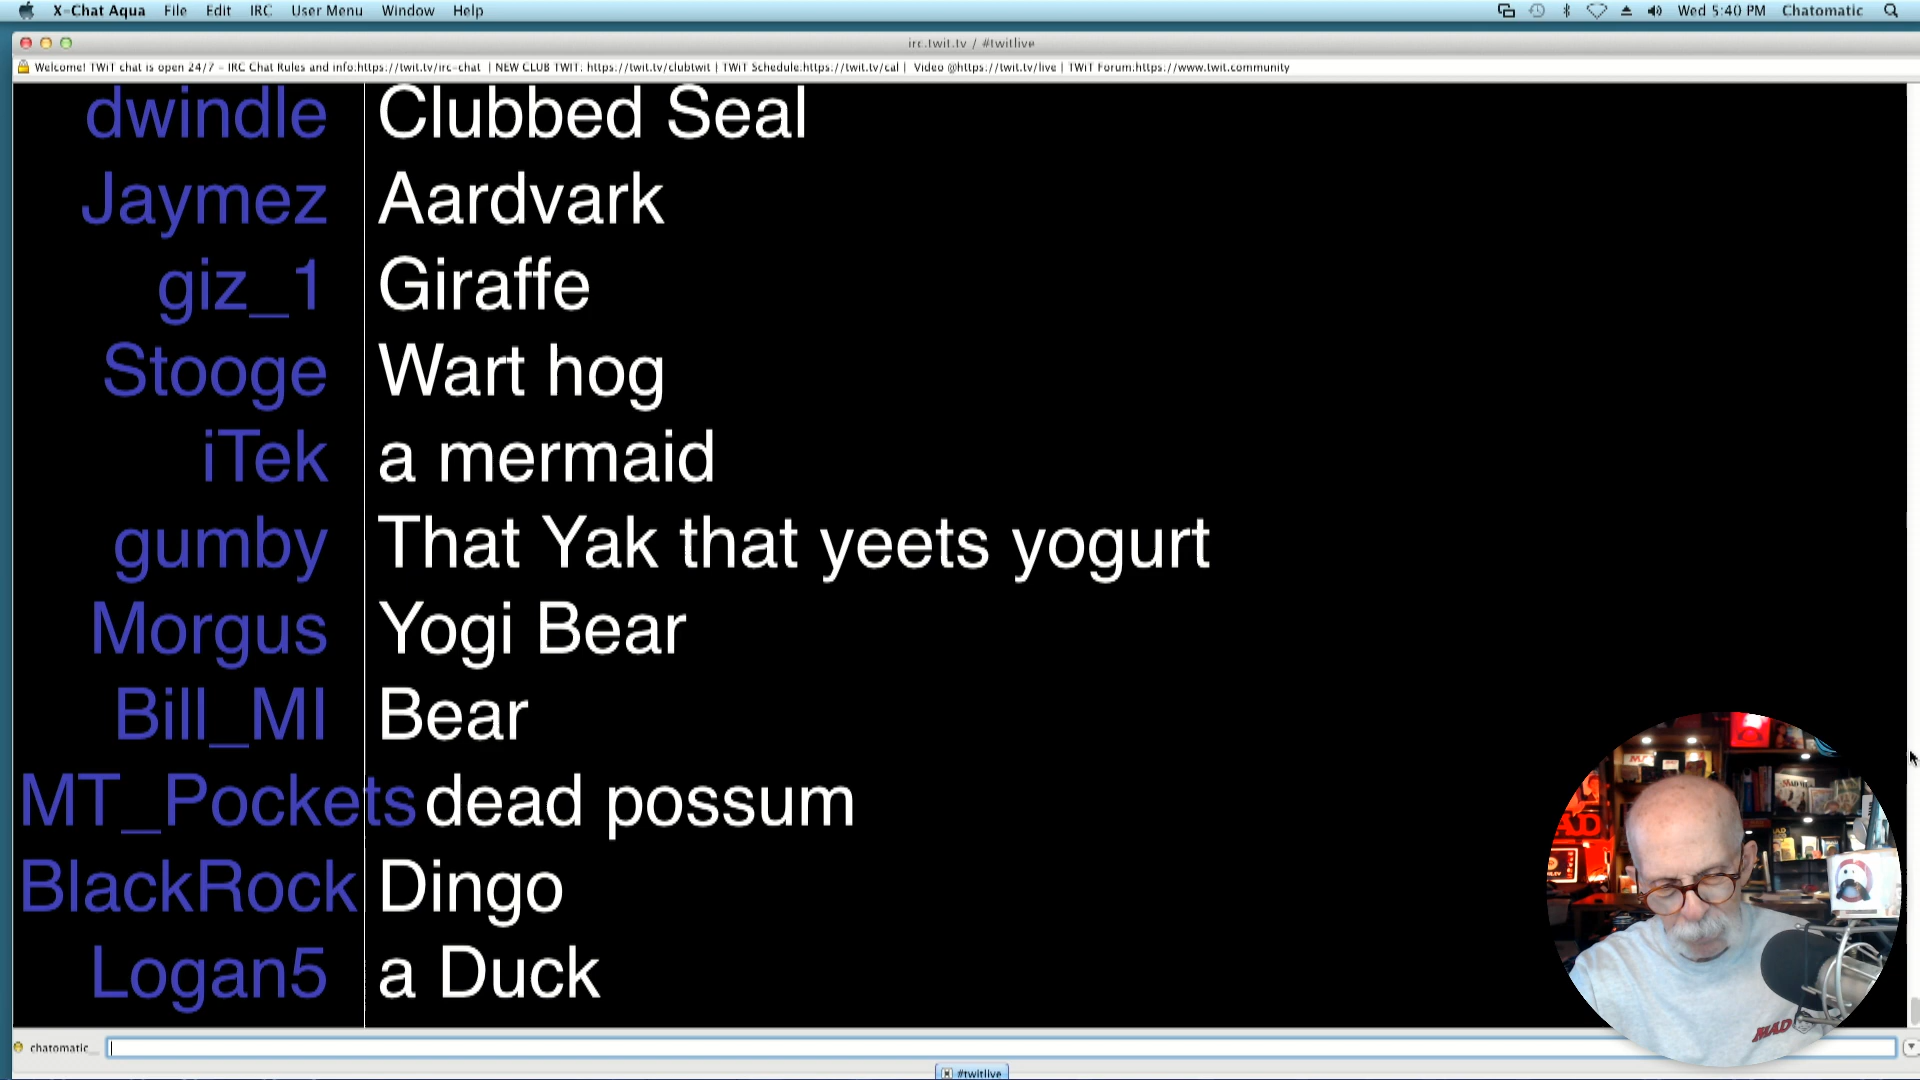 X-Chat Aqua File Edit IRC User Menu Window Help Wed 5:40 PM Chatomatic
irc.twit.tv / #twitlive
Welcome! TWiT chat is open 24/7 - IRC Chat Rules and info:https://twit.tv/irc-chat | NEW CLUB TWIT: https://twit.tv/clubtwit | TWiT Schedule:https://twit.tv/cal | Video @https://twit.tv/live | TWiT Forum:https://www.twit.community
dwindle Clubbed Seal
Jaymez Aardvark
giz_1 Giraffe
Stooge Wart hog
iTek a mermaid
gumby That Yak that yeets yogurt
Morgus Yogi Bear
Bill_MI Bear
MT_Pockets dead possum
BlackRock Dingo
Logan5 a Duck
MAD
chatomatic_
#twitlive